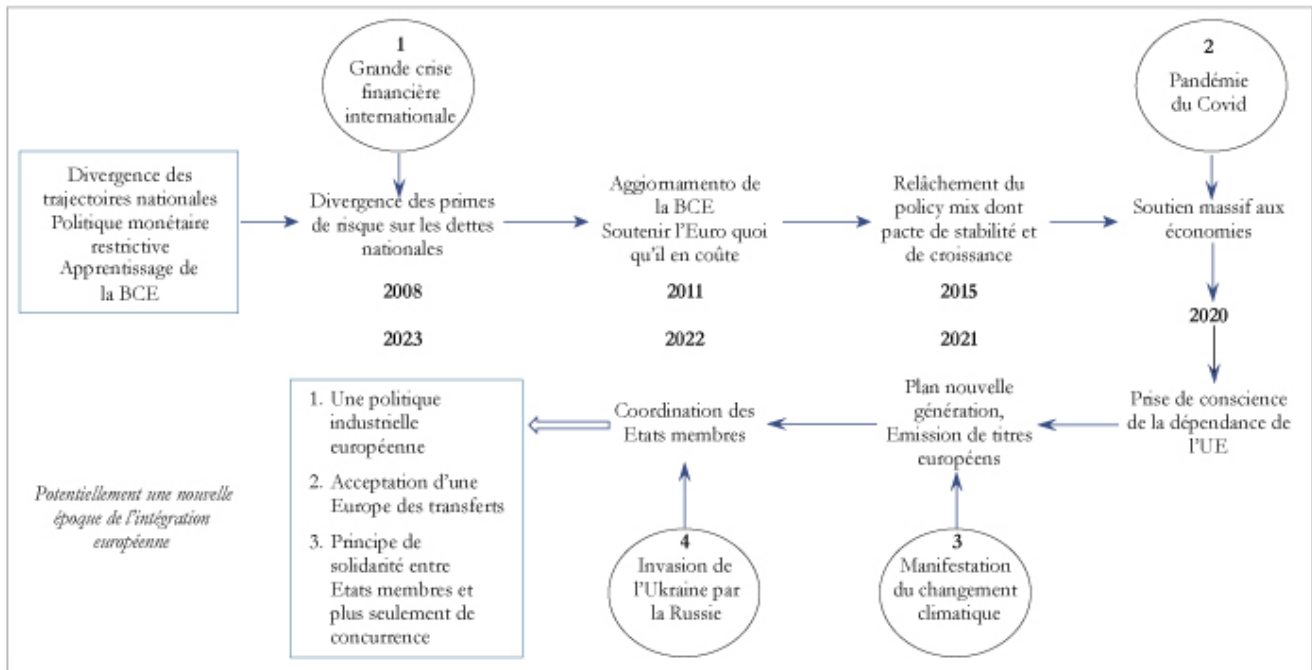 1
Grande crise
financière
internationale
2
Pandémie
du Covid
Divergence des
trajectoires nationales
Politique monétaire
restrictive
Apprentissage de
la BCE
Divergence des primes
de risque sur les dettes
nationales
Aggiornamento de
la BCE
Soutenir l'Euro quoi
qu'il en coûte
Relâchement du
policy mix dont
pacte de stabilité et
de croissance
Soutien massif aux
économies
2008
2011
2015
2020
2023
2022
2021
1. Une politique
industrielle
européenne
2. Acceptation d'une
Europe des transferts
3. Principe de
solidarité entre
Etats membres et
plus seulement de
concurrence
Coordination des
Etats membres
Plan nouvelle
génération,
Emission de titres
européens
Prise de conscience
de la dépendance de
l'UE
Potentiellement une nouvelle
époque de l'intégration
européenne
4
Invasion de
l'Ukraine par
la Russie
3
Manifestation
du changement
climatique